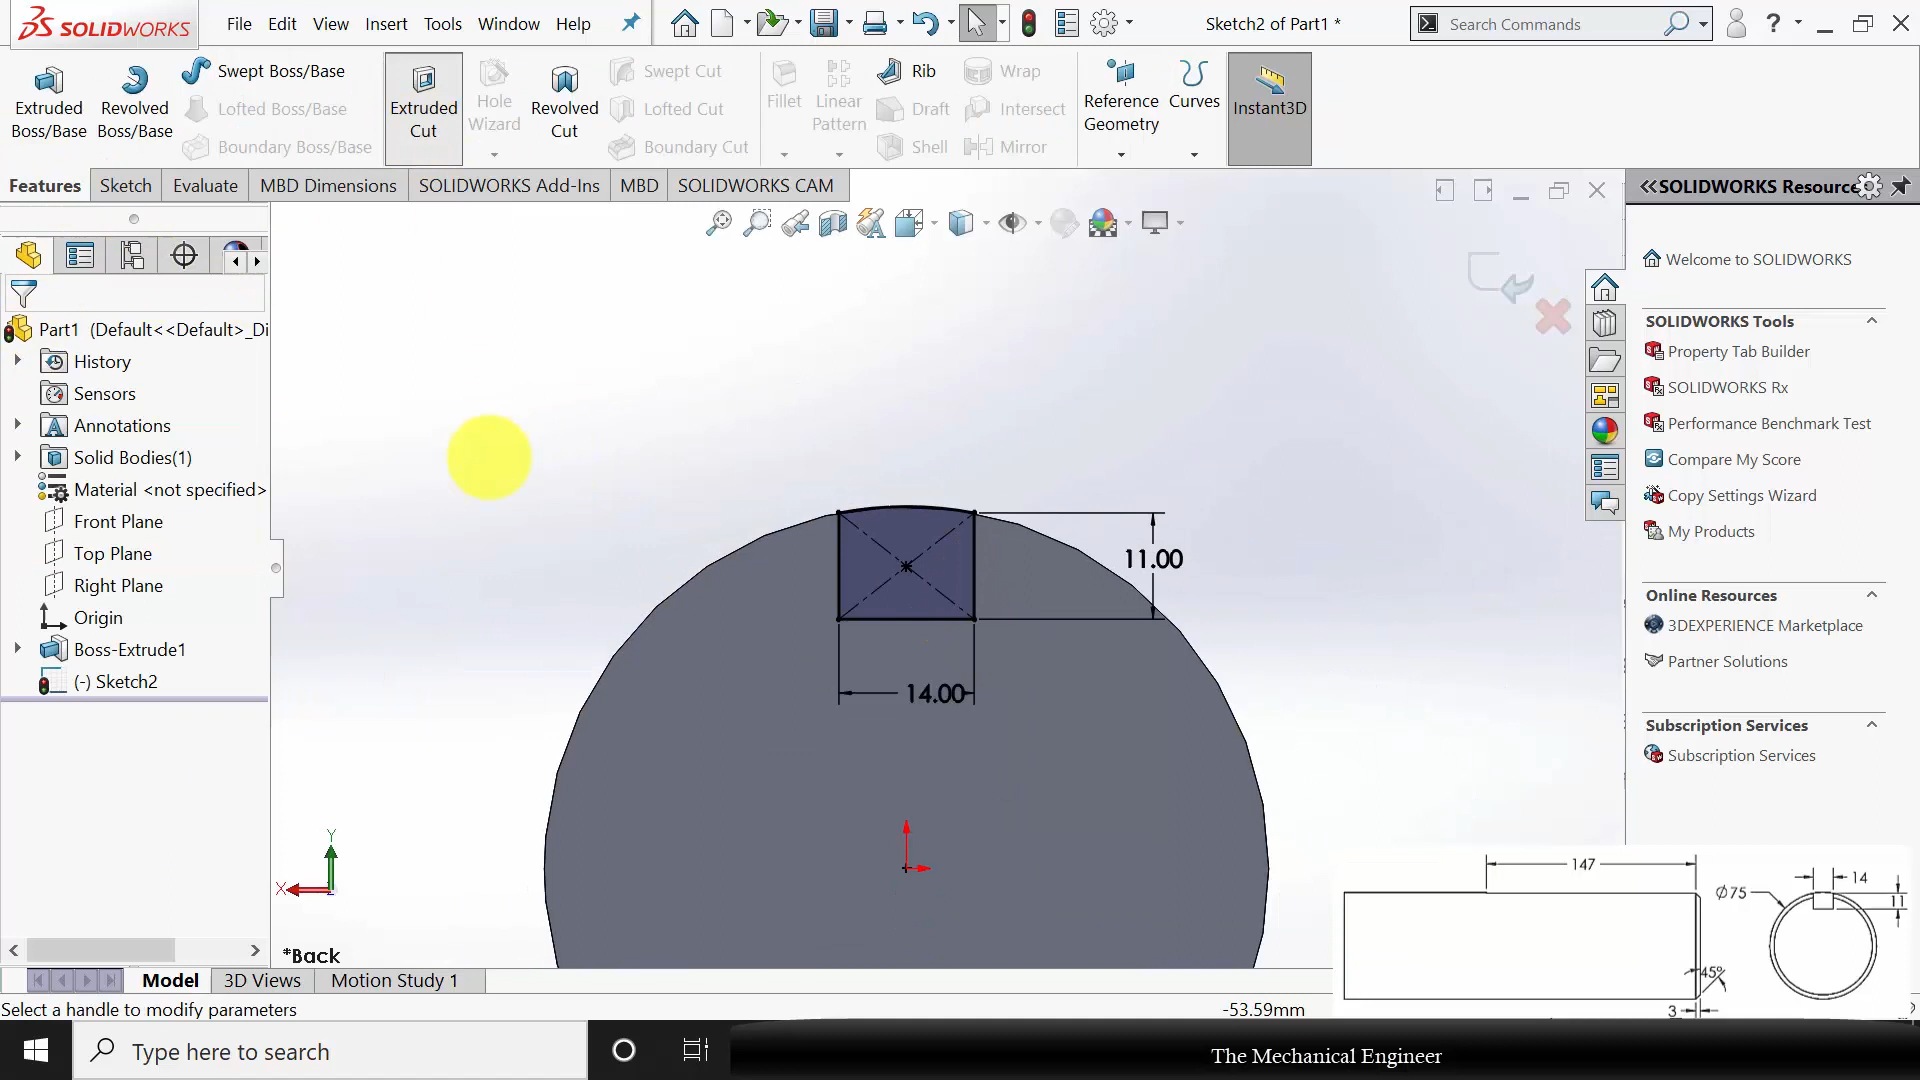 SOLIDWORKS
File
Edit
View
Insert
Tools
Window
Help
Sketch2 of Part1 *
Search Commands
?
Extruded
Boss/Base
Revolved
Boss/Base
Swept Boss/Base
Lofted Boss/Base
Boundary Boss/Base
Extruded
Cut
Hole
Wizard
Revolved
Cut
Swept Cut
Lofted Cut
Boundary Cut
Fillet
Linear
Pattern
Rib
Draft
Shell
Wrap
Intersect
Mirror
Reference
Geometry
Curves
Instant3D
Features
Sketch
Evaluate
MBD Dimensions
SOLIDWORKS Add-Ins
MBD
SOLIDWORKS CAM
SOLIDWORKS Resource
Part1 (Default<<Default>_Di
History
Sensors
Annotations
Solid Bodies(1)
Material <not specified>
Front Plane
Top Plane
Right Plane
Origin
Boss-Extrude1
(-) Sketch2
11.00
14.00
Y
X
*Back
Welcome to SOLIDWORKS
SOLIDWORKS Tools
Property Tab Builder
SOLIDWORKS Rx
Performance Benchmark Test
Compare My Score
Copy Settings Wizard
My Products
Online Resources
3DEXPERIENCE Marketplace
Partner Solutions
Subscription Services
Subscription Services
147
14
Ø75
11
45°
3
Model
3D Views
Motion Study 1
Select a handle to modify parameters
-53.59mm
Type here to search
The Mechanical Engineer